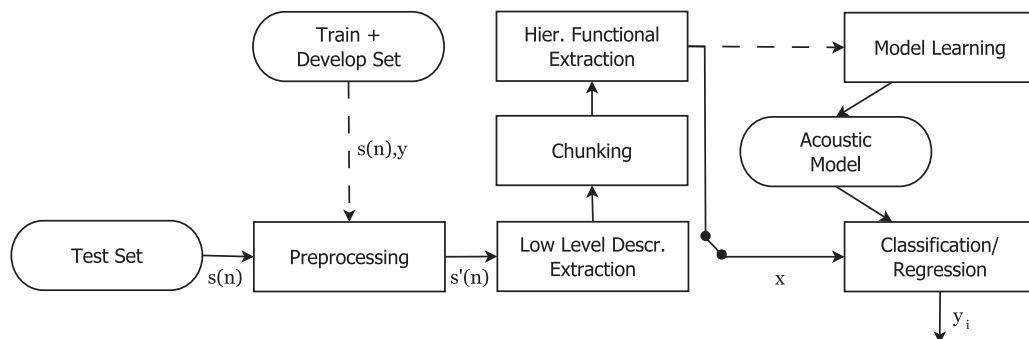 Train +
Develop Set
Hier. Functional
Extraction
Model Learning
s(n),y
Chunking
Acoustic
Model
Test Set
s(n)
Preprocessing
s'(n)
Low Level Descr.
Extraction
x
Classification/
Regression
y i